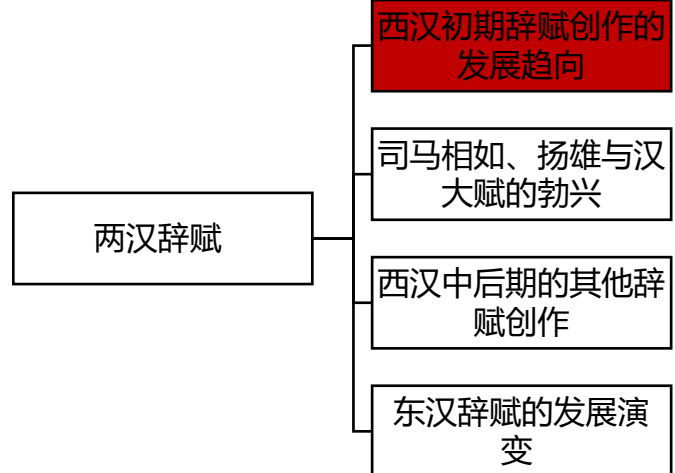 西汉初期辞赋创作的
发展趋向
司马相如、扬雄与汉
大赋的勃兴
两汉辞赋
西汉中后期的其他辞
赋创作
东汉辞赋的发展演
变